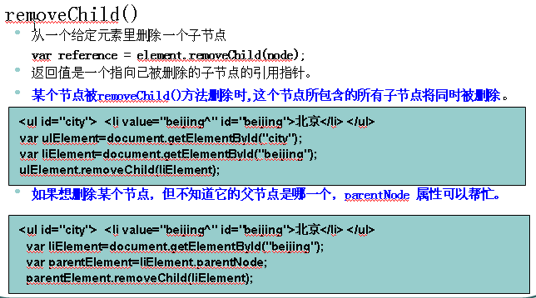 removeChild()
从一个给定元素里删除一个子节点
var reference = element.removeChild(node);
返回值是一个指向已被删除的子节点的引用指针。
某个节点被removeChild()方法删除时,这个节点所包含的所有子节点将同时被删除。
<ul id="city"> <li value="beijing^" id="beijing">北京</li> </ul>
var ulElement=document.getElementById("city");
var liElement=document.getElementById("beijing");
ulElement.removeChild(liElement);
如果想删除某个节点，但不知道它的父节点是哪一个，parentNode 属性可以帮忙。
<ul id="city"> <li value="beijing^" id="beijing">北京</li> </ul>
var liElement=document.getElementById("beijing");
var parentElement=liElement.parentNode;
parentElement.removeChild(liElement);